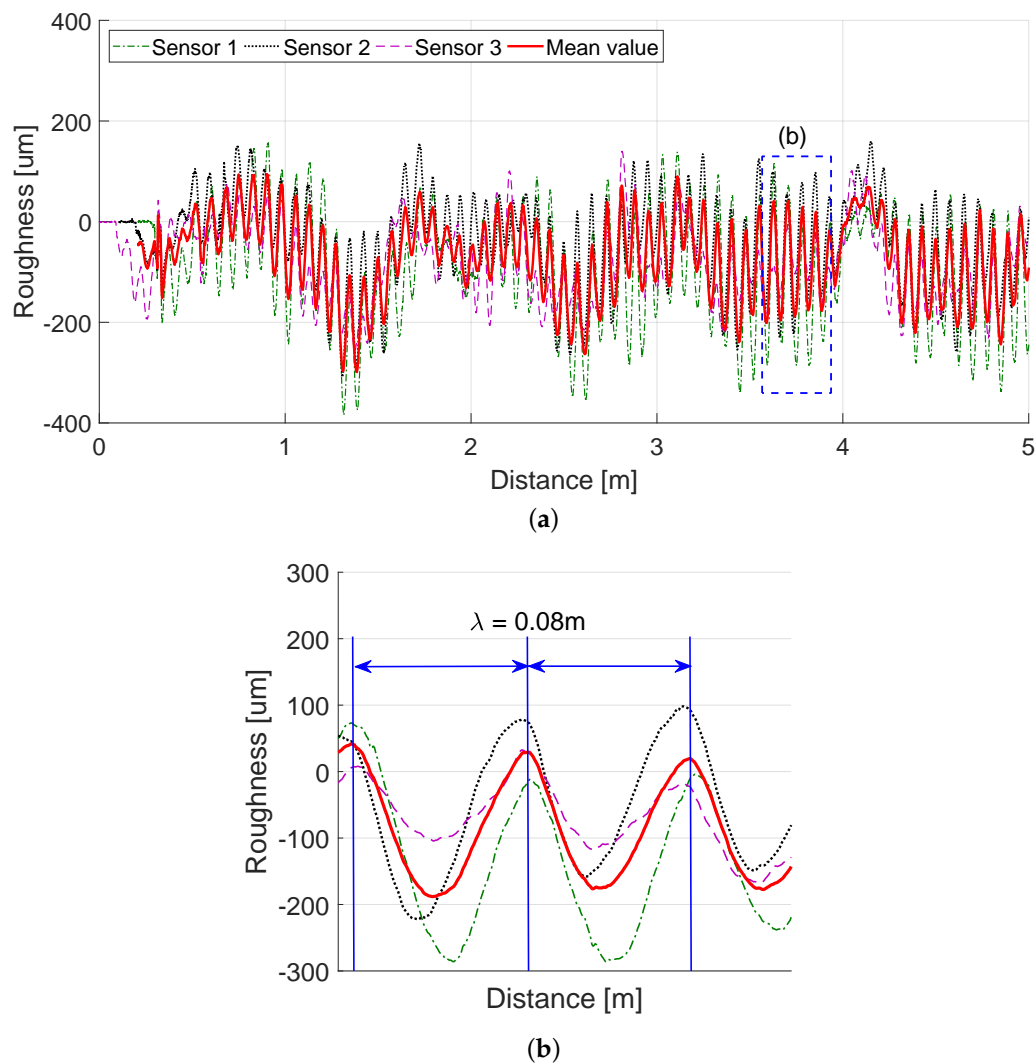 400
Sensor 1 Sensor 2 Sensor 3 Mean value
200
(b)
0
-200
-400
Roughness [um]
0 1 2 3 4 5
Distance [m]
(a)
300
λ = 0.08m
200
100
0
-100
-200
-300
Roughness [um]
Distance [m]
(b)